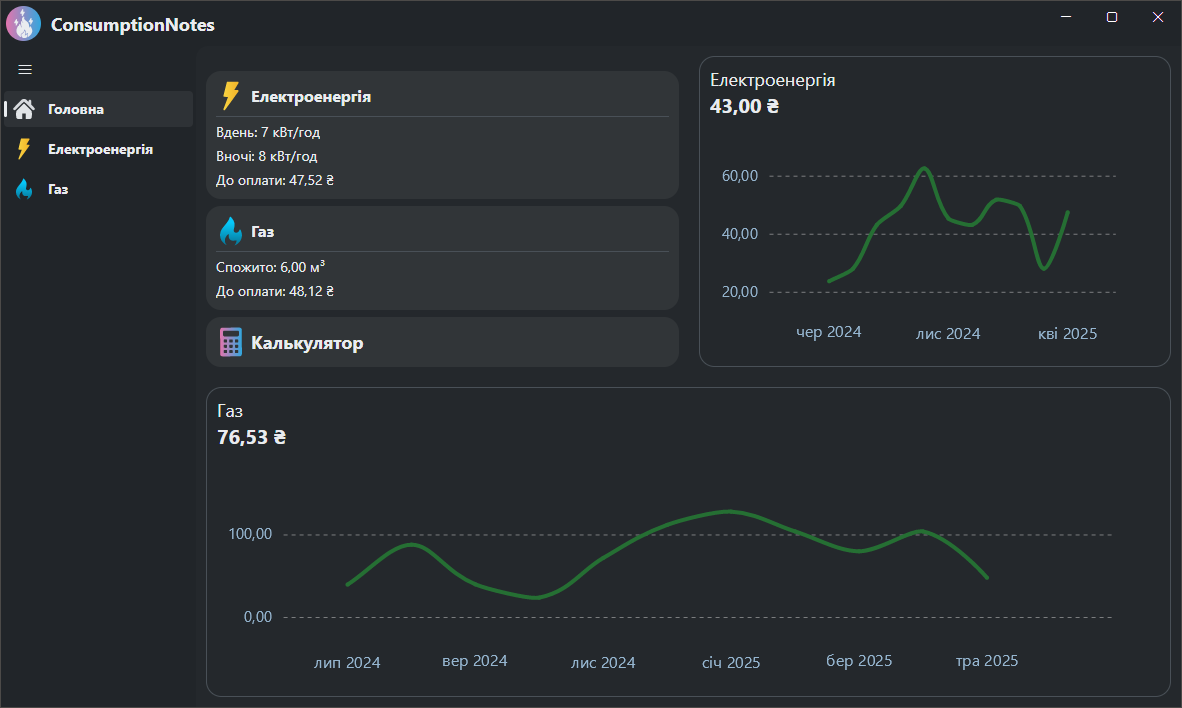 ConsumptionNotes
Головна
Електроенергія
Газ
Електроенергія
Вдень: 7 кВт/год
Вночі: 8 кВт/год
До оплати: 47,52 ₴
Газ
Спожито: 6,00 м³
До оплати: 48,12 ₴
Калькулятор
Електроенергія
43,00 ₴
60,00
40,00
20,00
чер 2024 лис 2024 кві 2025
Газ
76,53 ₴
100,00
0,00
лип 2024 вер 2024 лис 2024 січ 2025 бер 2025 тра 2025